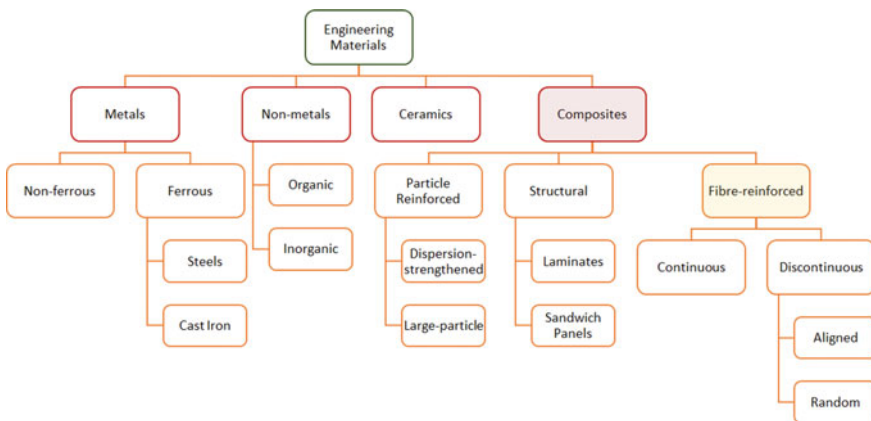 Engineering
Materials
Metals
Non-metals
Ceramics
Composites
Non-ferrous
Ferrous
Organic
Particle
Reinforced
Structural
Fibre-reinforced
Steels
Inorganic
Dispersion-
strengthened
Laminates
Continuous
Discontinuous
Cast Iron
Large-particle
Sandwich
Panels
Aligned
Random